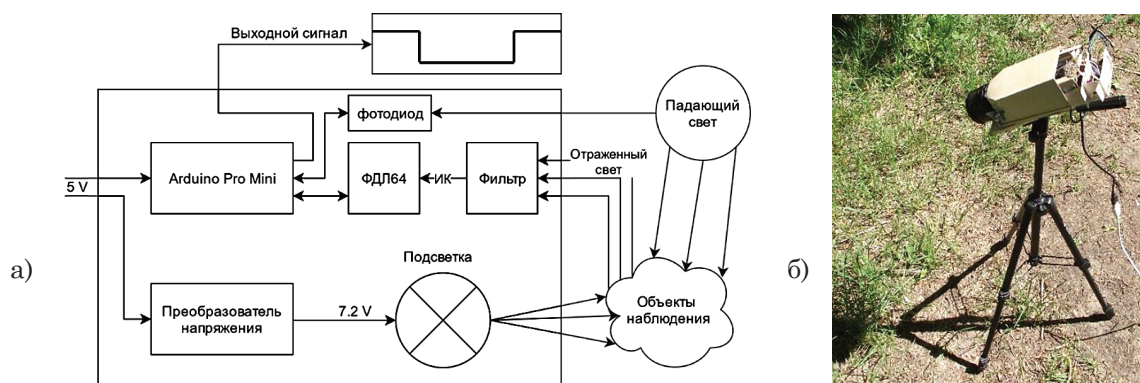 Выходной сигнал
фотодиод
Падающий
свет
5 V
Arduino Pro Mini
ФДЛ64
ИК
Фильтр
Отраженный
свет
а)
Подсветка
Преобразователь
напряжения
7.2 V
Объекты
наблюдения
б)